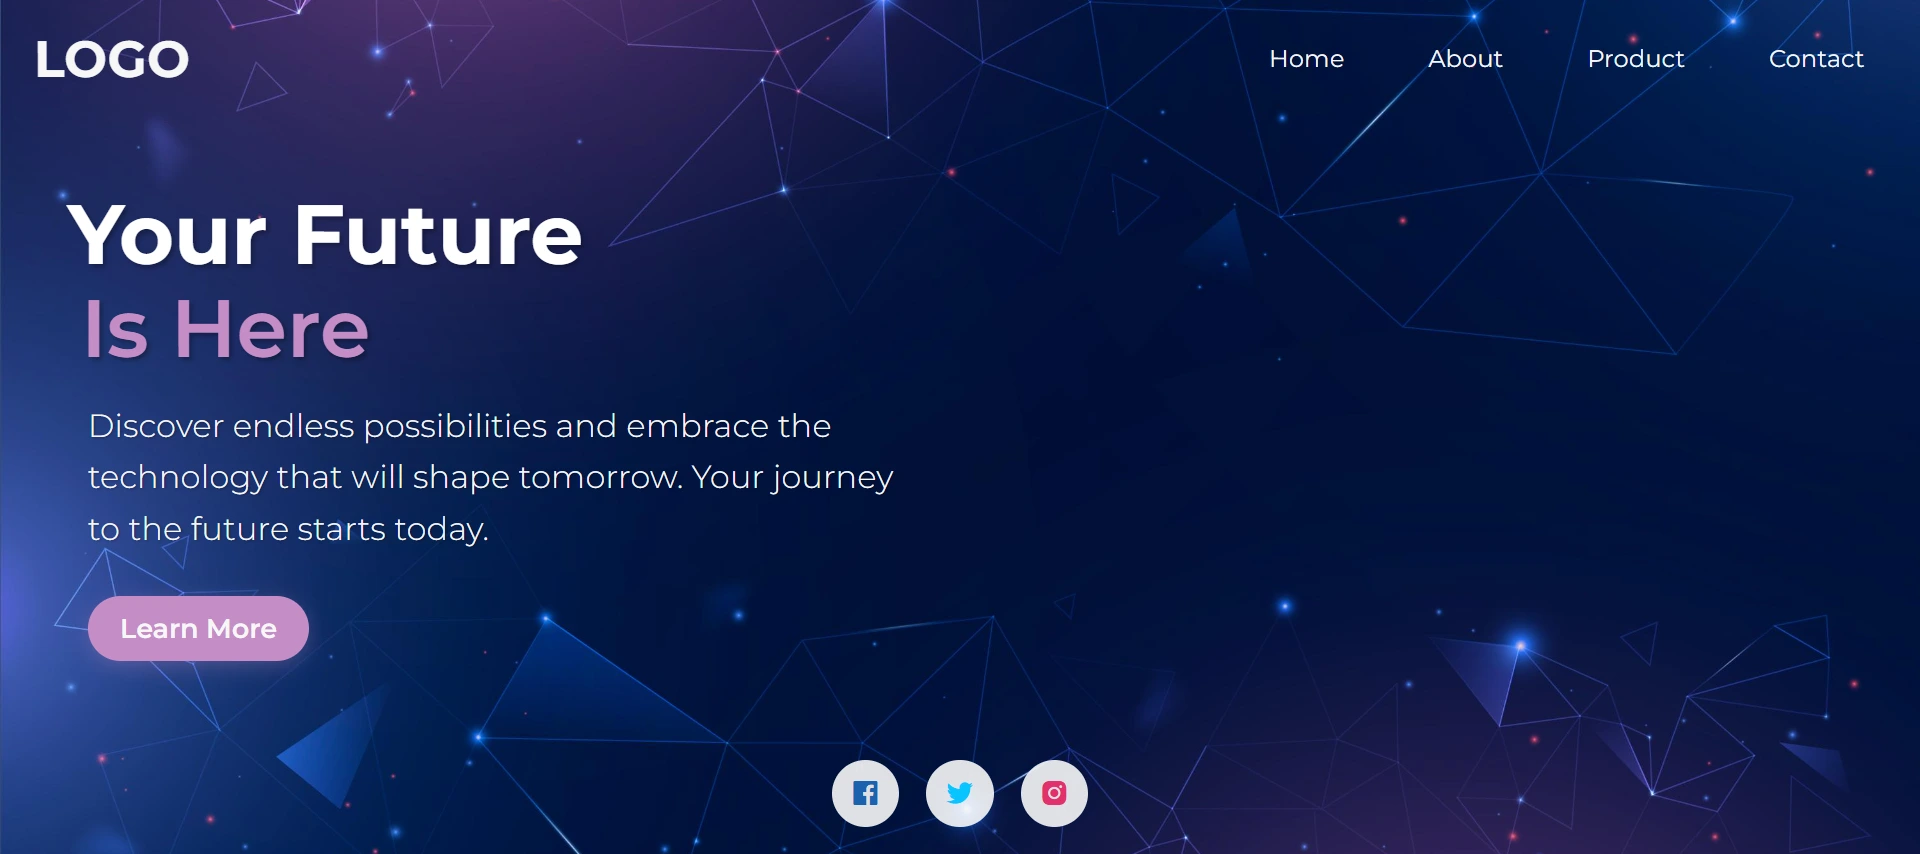 LOGO
Home About Product Contact
Your Future
Is Here
Discover endless possibilities and embrace the
technology that will shape tomorrow. Your journey
to the future starts today.
Learn More